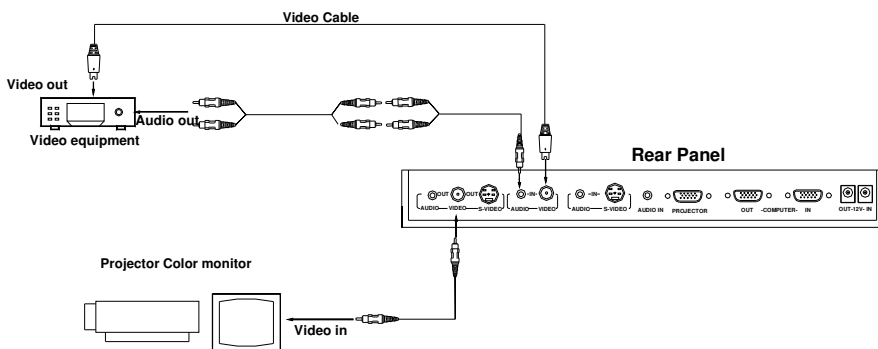 Video Cable
Video out
Audio out
Video equipment
Rear Panel
OUT OUT -IN- -IN-
AUDIO VIDEO S-VIDEO AUDIO VIDEO AUDIO S-VIDEO AUDIO IN PROJECTOR OUT -COMPUTER- IN OUT-12V- IN
Projector Color monitor
Video in